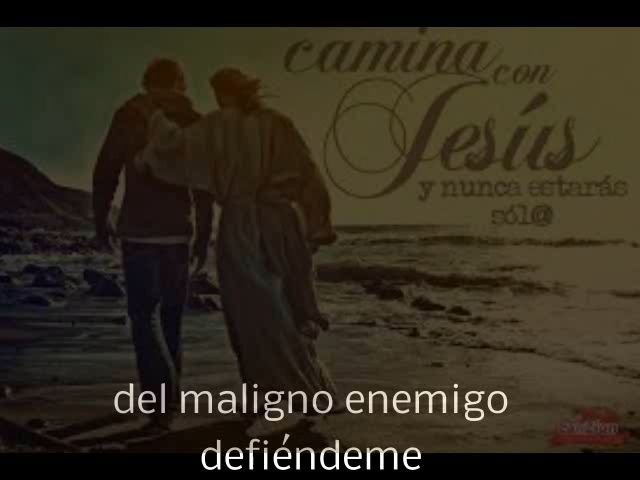 camina con
Jesús
y nunca estarás
sól@
del maligno enemigo
defiéndeme